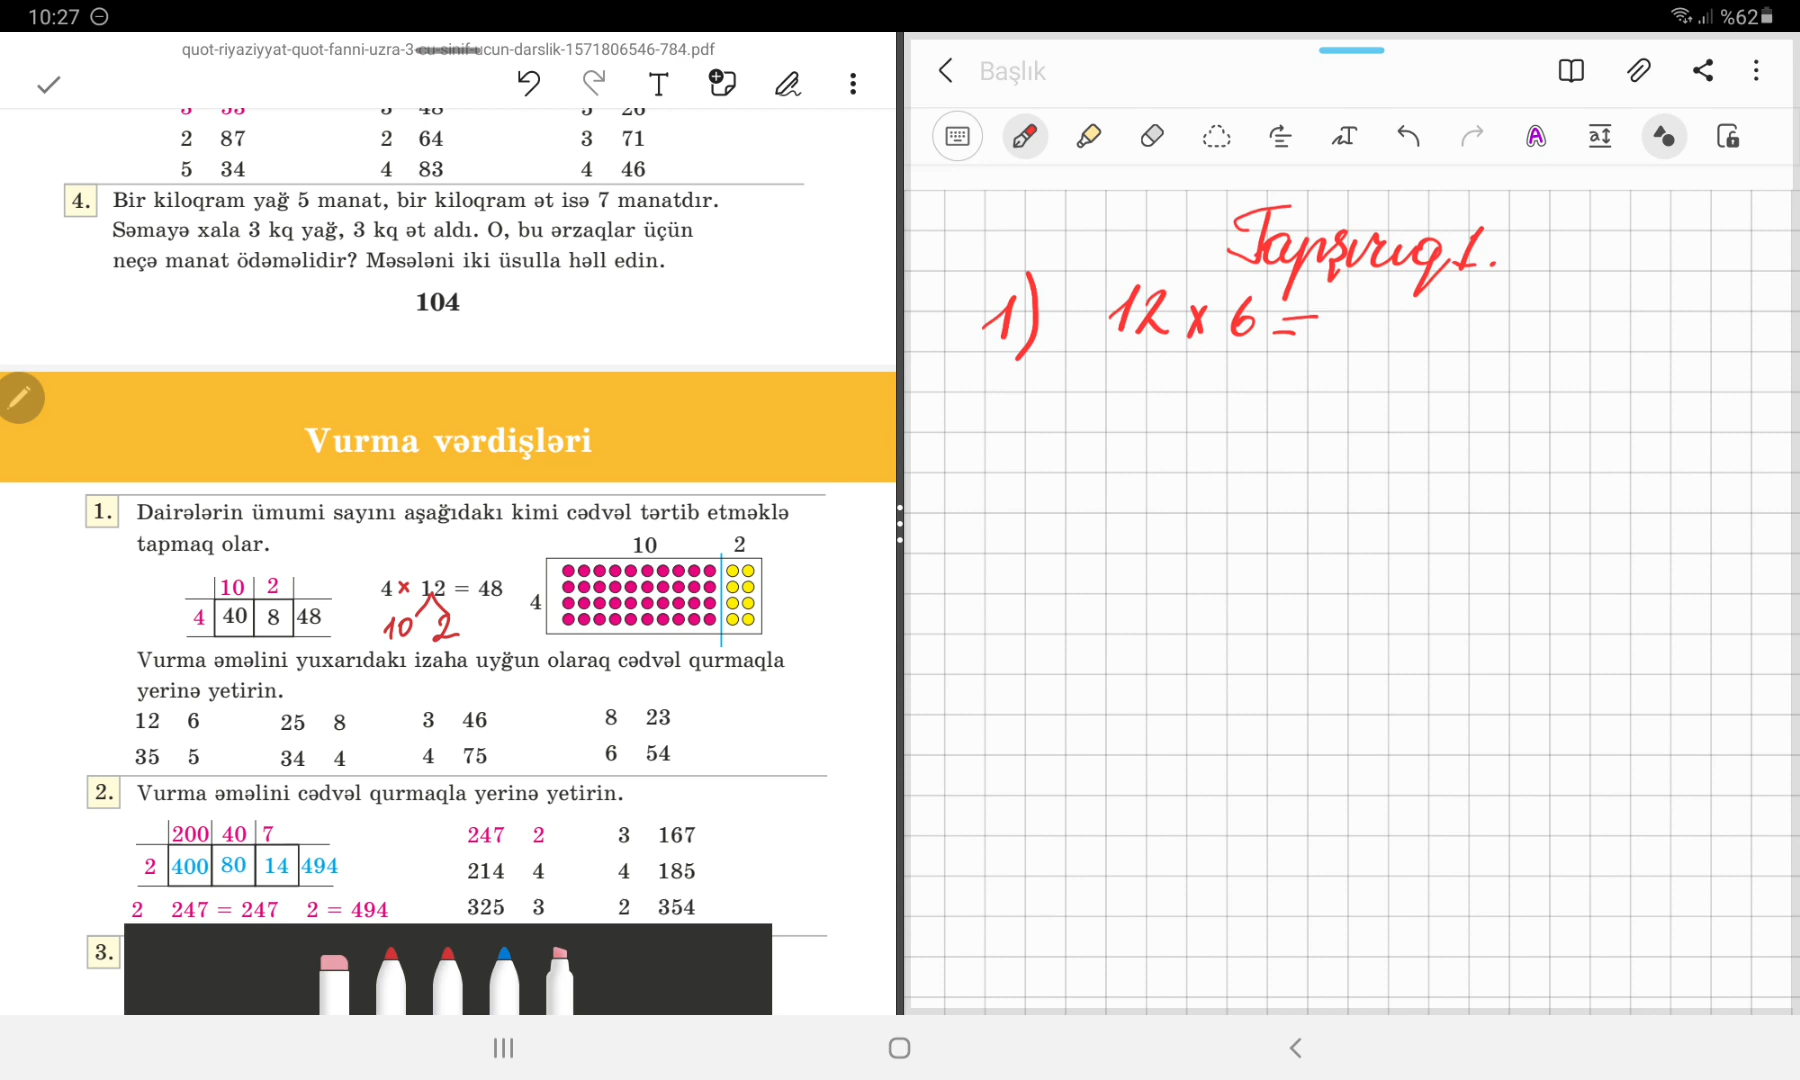 10:27
%62
quot-riyaziyyat-quot-fanni-uzra-3-cu-sinif-ucun-darslik-1571806546-784.pdf
2 87 2 64 3 71
5 34 4 83 4 46
4. Bir kiloqram yağ 5 manat, bir kiloqram ət isə 7 manatdır.
Səmayə xala 3 kq yağ, 3 kq ət aldı. O, bu ərzaqlar üçün
neçə manat ödəməlidir? Məsələni iki üsulla həll edin.
104
Vurma vərdişləri
1. Dairələrin ümumi sayını aşağıdakı kimi cədvəl tərtib etməklə
tapmaq olar.
10 2
10 2
4 × 12 = 48
4
4 40 8 48
10 2
Vurma əməlini yuxarıdakı izaha uyğun olaraq cədvəl qurmaqla
yerinə yetirin.
12 6 25 8 3 46 8 23
35 5 34 4 4 75 6 54
2. Vurma əməlini cədvəl qurmaqla yerinə yetirin.
200 40 7 247 2 3 167
2 400 80 14 494 214 4 4 185
2 247 = 247 2 = 494 325 3 2 354
3.
Başlık
Tapşırıq 1.
1) 12 × 6 =